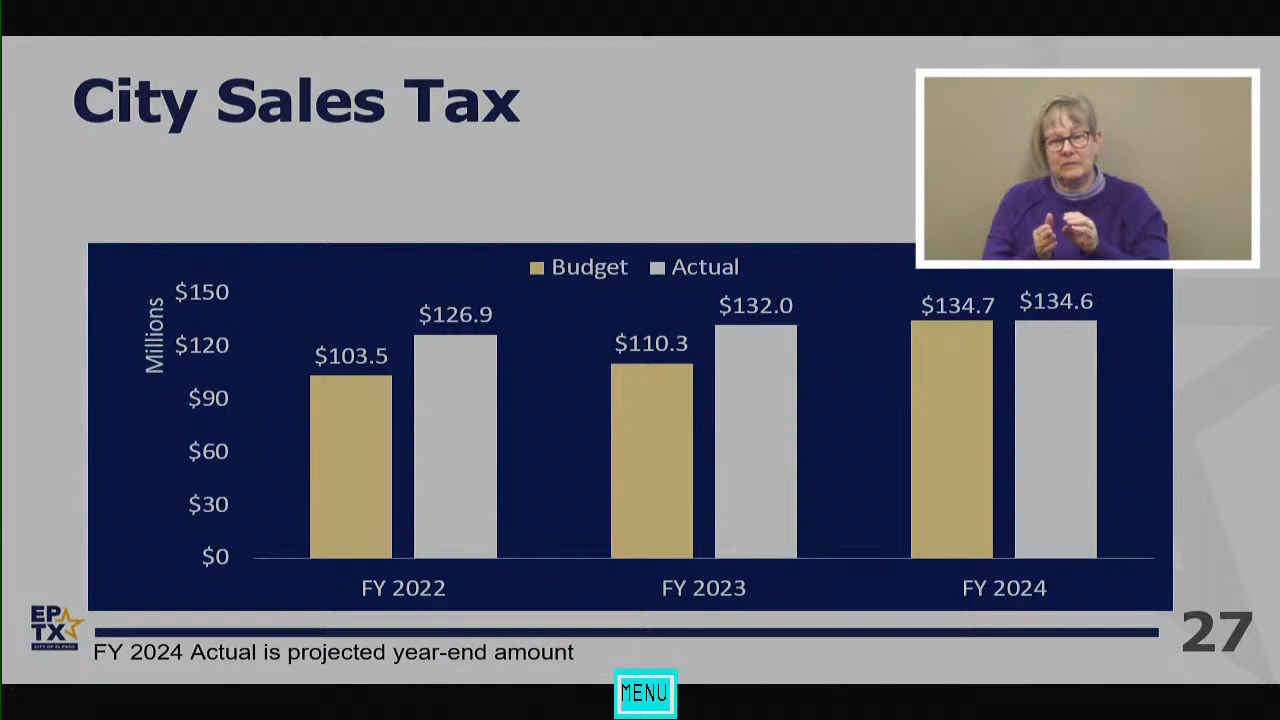 City Sales Tax
Budget Actual
Millions
$150
$120
$90
$60
$30
$0
$103.5
$126.9
$110.3
$132.0
$134.7
$134.6
FY 2022
FY 2023
FY 2024
EP
TX
CITY OF EL PASO
27
FY 2024 Actual is projected year-end amount
MENU